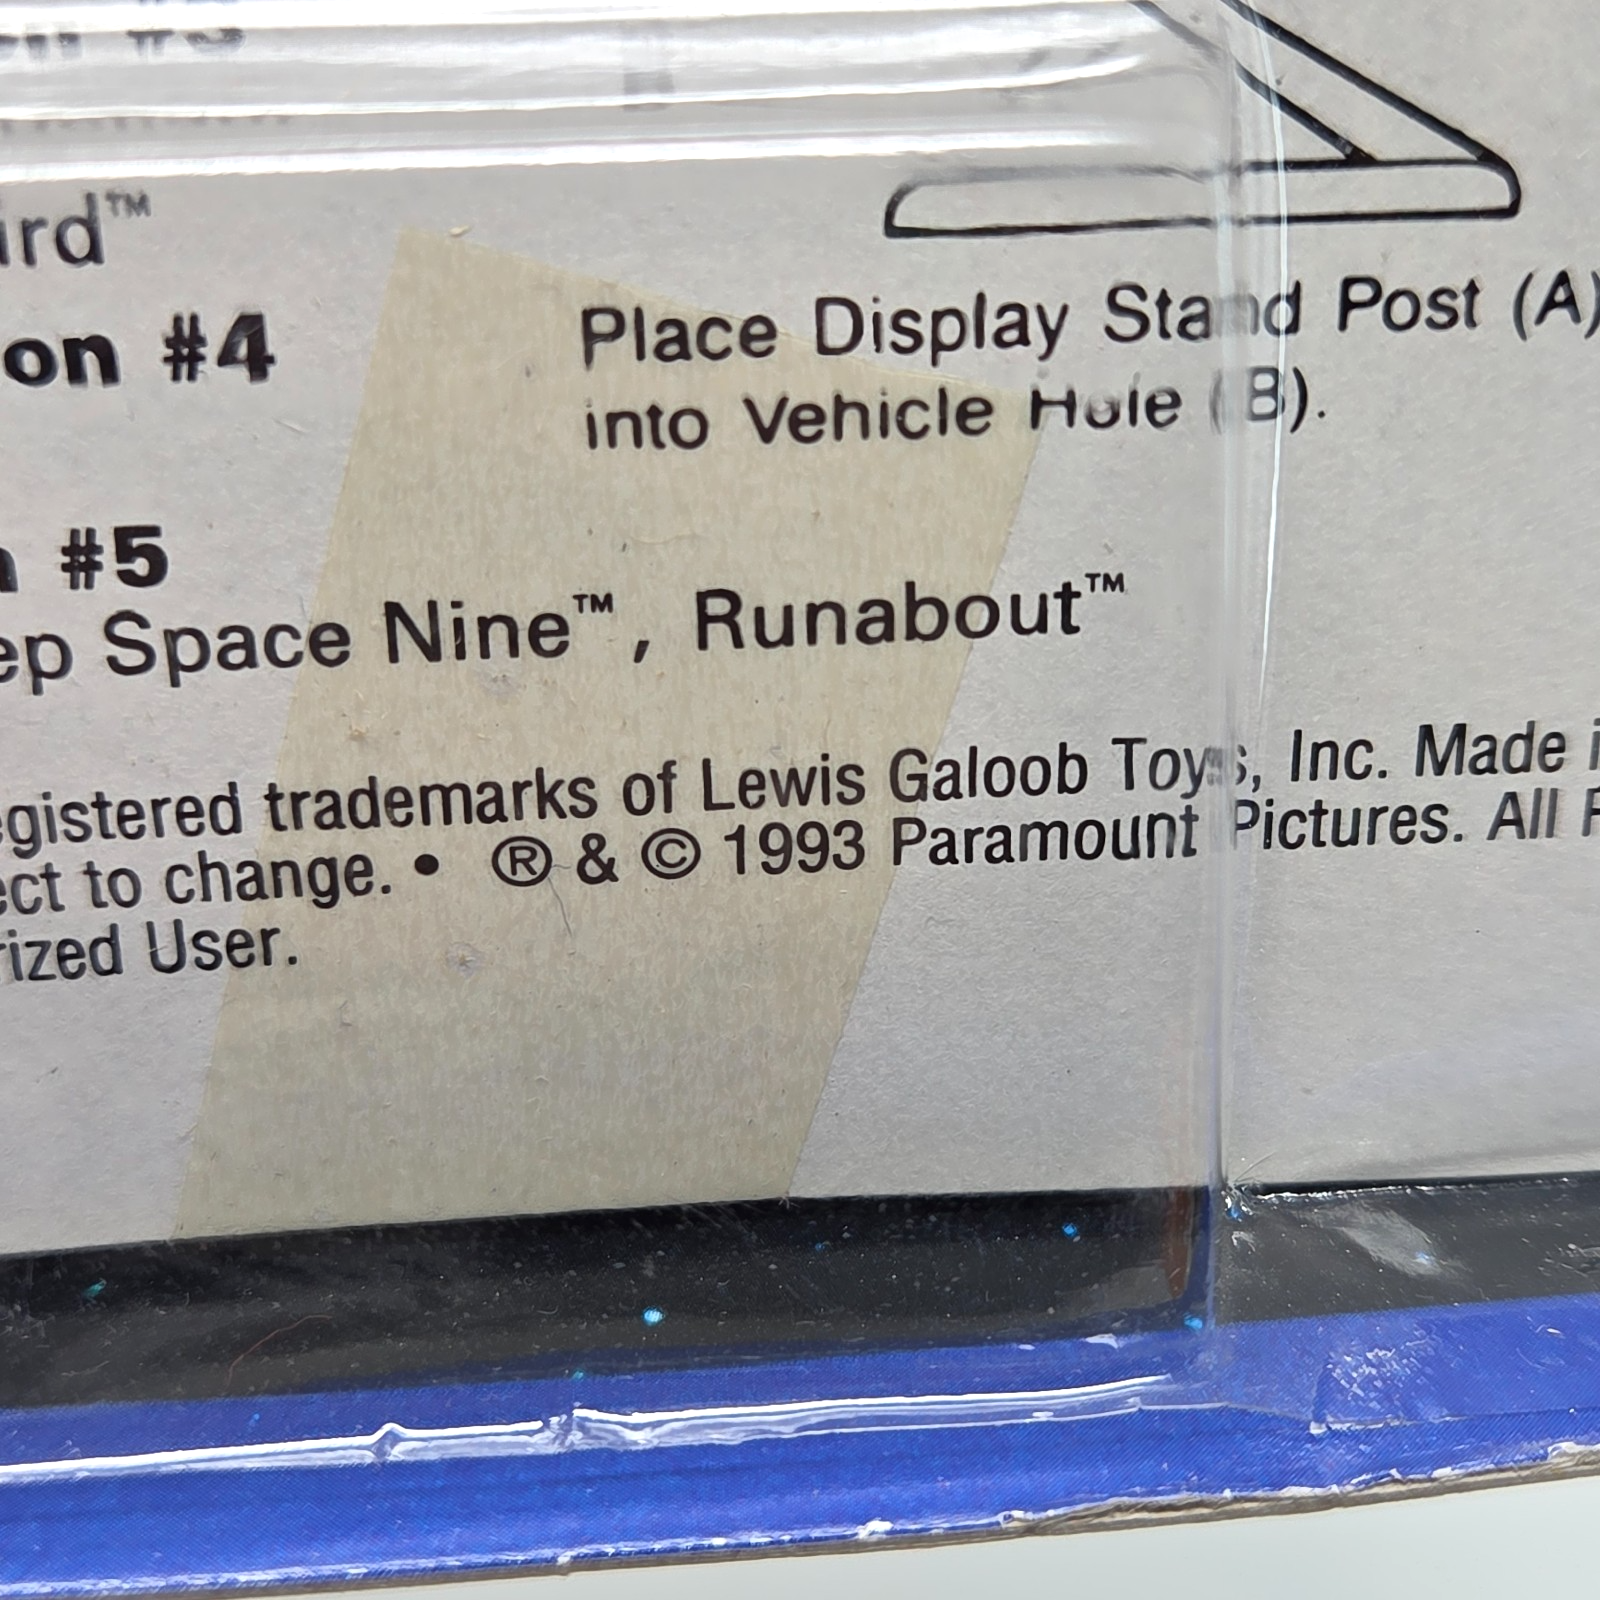 #3
ird™
on #4
Place Display Stand Post (A)
into Vehicle Hole (B).
#5
ep Space Nine™, Runabout™
egistered trademarks of Lewis Galoob Toys, Inc. Made i
ect to change. • ® & © 1993 Paramount Pictures. All R
rized User.